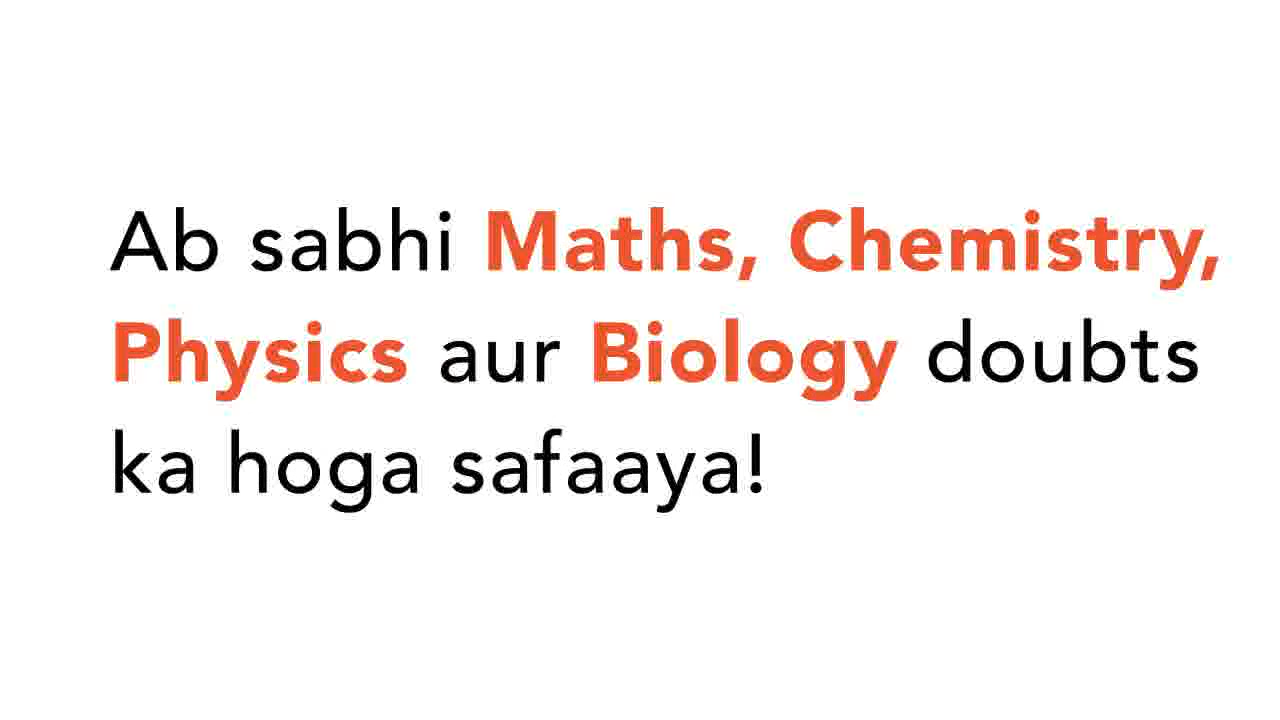 Ab sabhi Maths, Chemistry,
Physics aur Biology doubts
ka hoga safaaya!